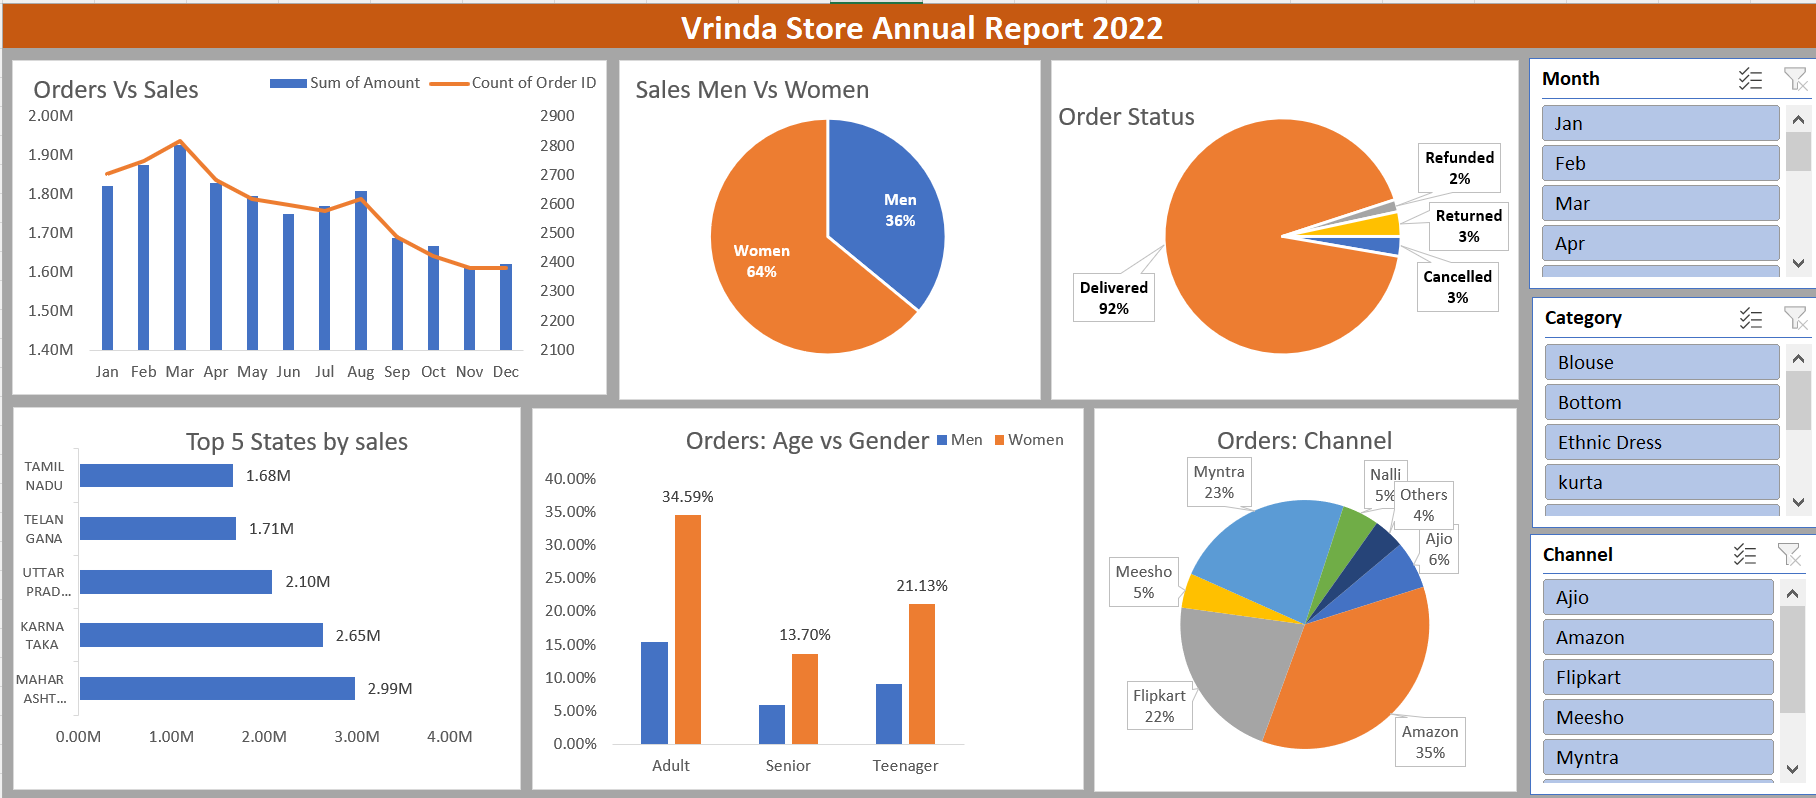 Vrinda Store Annual Report 2022
Orders Vs Sales
Sum of Amount
Count of Order ID
2.00M
1.90M
1.80M
1.70M
1.60M
1.50M
1.40M
2900
2800
2700
2600
2500
2400
2300
2200
2100
Jan Feb Mar Apr May Jun Jul Aug Sep Oct Nov Dec
Sales Men Vs Women
Men
36%
Women
64%
Order Status
Refunded
2%
Returned
3%
Cancelled
3%
Delivered
92%
Top 5 States by sales
TAMIL
NADU
1.68M
TELAN
GANA
1.71M
UTTAR
PRAD...
2.10M
KARNA
TAKA
2.65M
MAHAR
ASHT...
2.99M
0.00M 1.00M 2.00M 3.00M 4.00M
Orders: Age vs Gender
Men
Women
40.00%
35.00%
30.00%
25.00%
20.00%
15.00%
10.00%
5.00%
0.00%
34.59%
13.70%
21.13%
Adult Senior Teenager
Orders: Channel
Myntra
23%
Nalli
5%
Others
4%
Ajio
6%
Meesho
5%
Flipkart
22%
Amazon
35%
Month
Jan
Feb
Mar
Apr
Category
Blouse
Bottom
Ethnic Dress
kurta
Channel
Ajio
Amazon
Flipkart
Meesho
Myntra